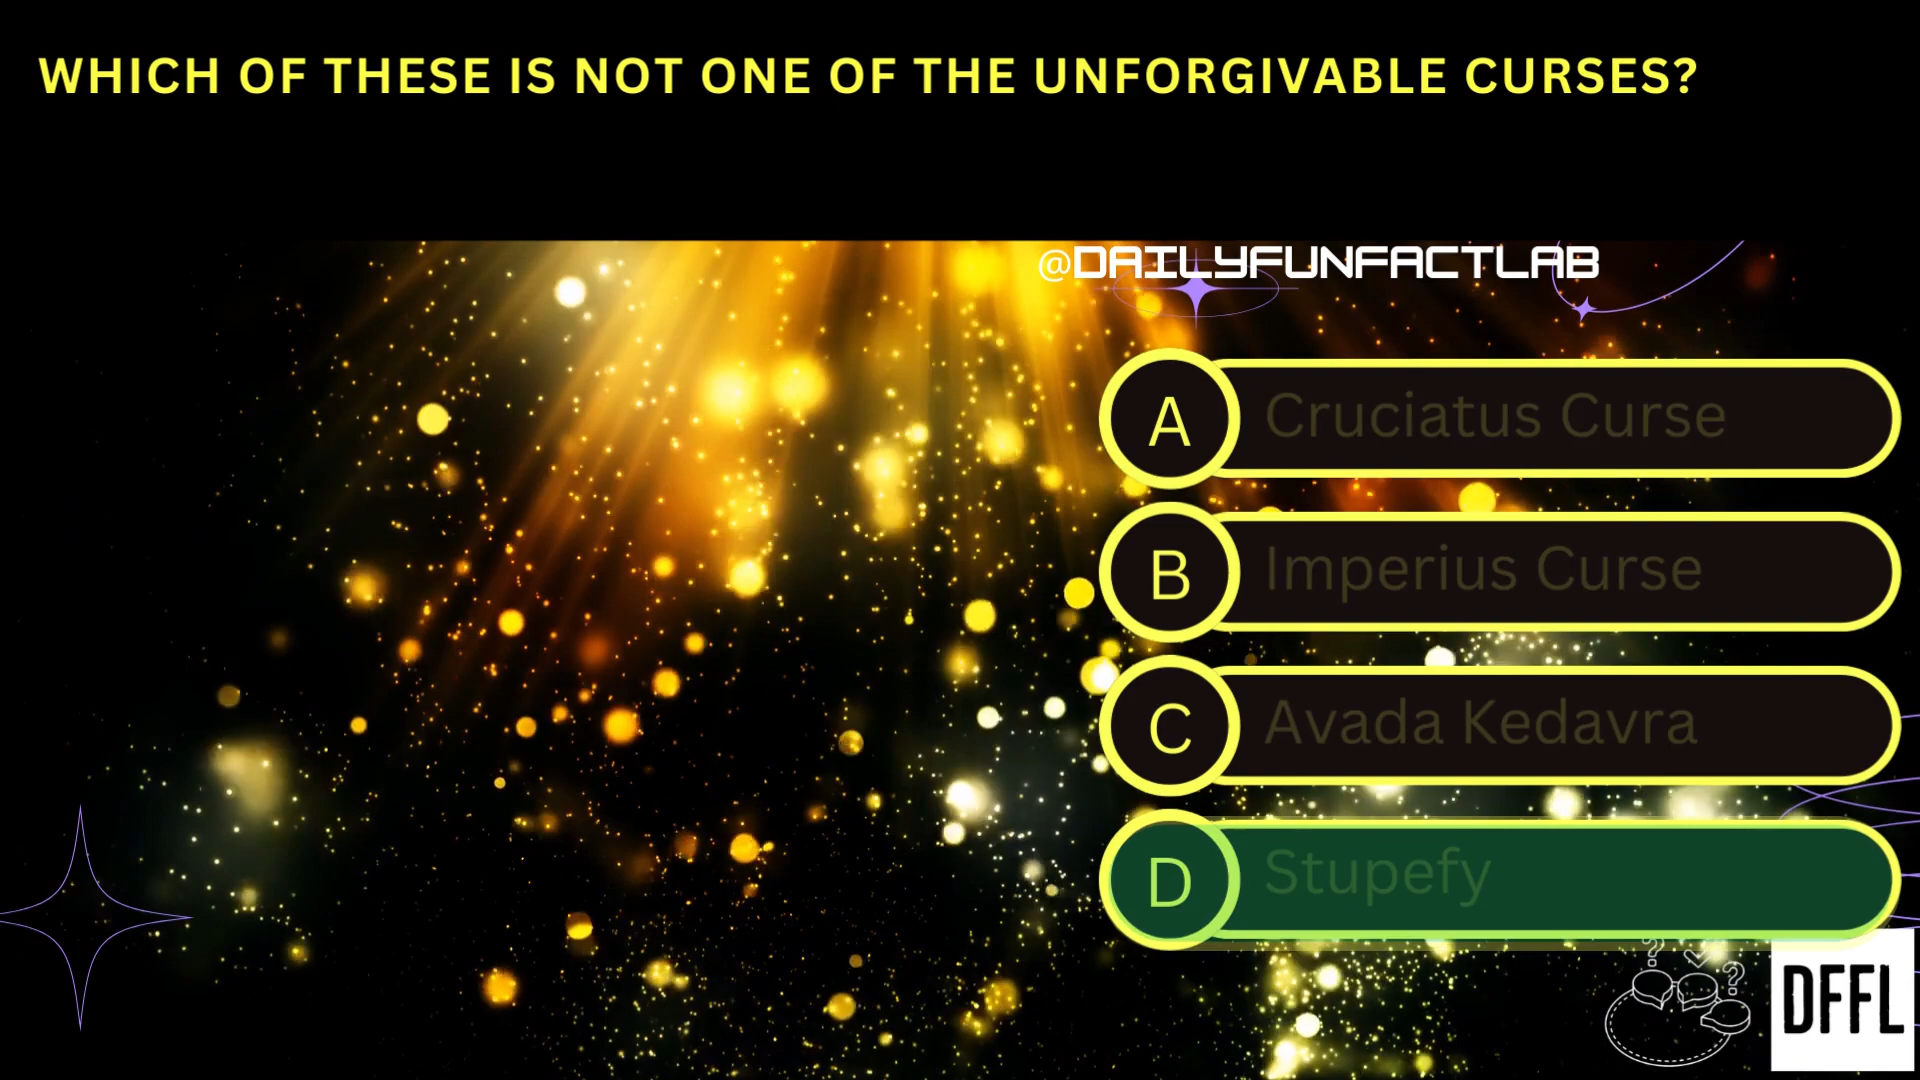 WHICH OF THESE IS NOT ONE OF THE UNFORGIVABLE CURSES?
@DAILYFUNFACTLAB
A Cruciatus Curse
B Imperius Curse
C Avada Kedavra
D Stupefy
DFFL